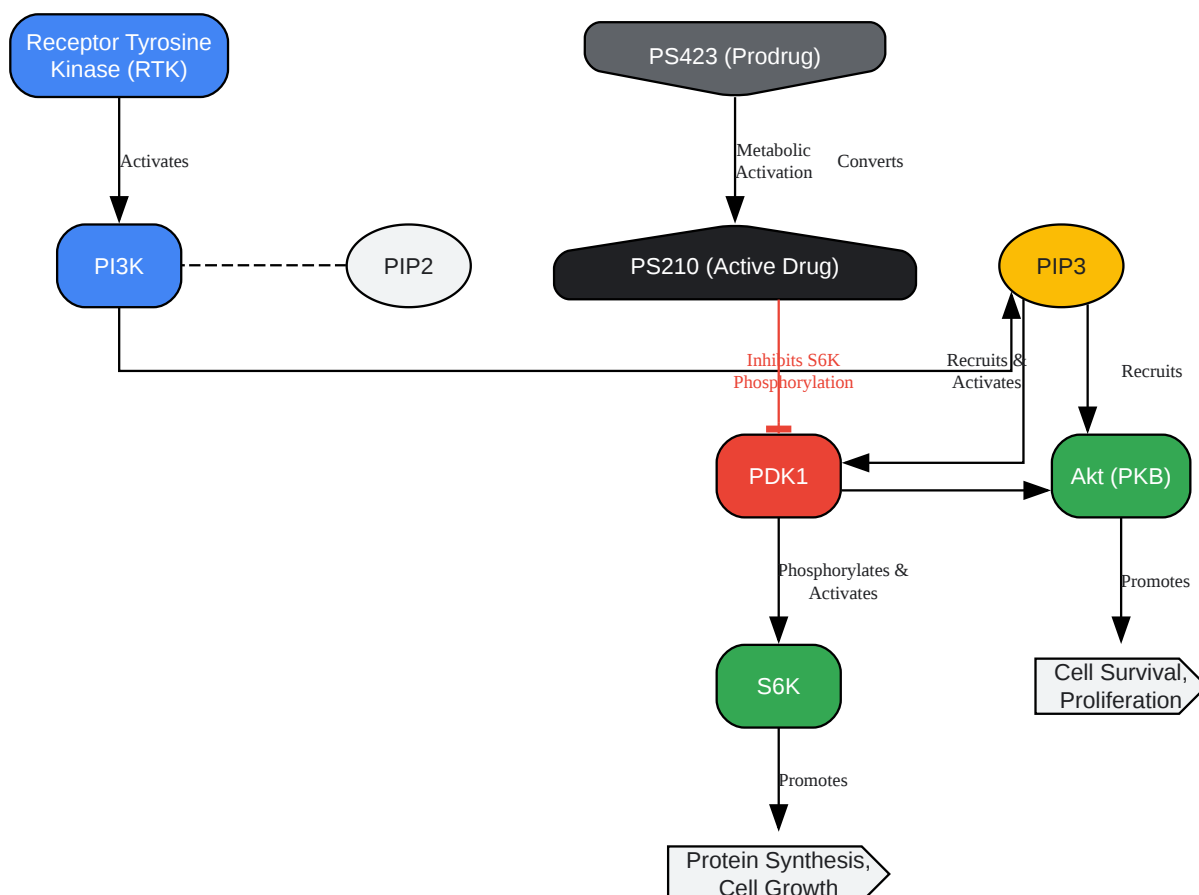 Receptor Tyrosine
Kinase (RTK)
PS423 (Prodrug)
Activates
Metabolic
Activation
Converts
PI3K
PIP2
PS210 (Active Drug)
PIP3
Inhibits S6K
Phosphorylation
Recruits &
Activates
Recruits
PDK1
Akt (PKB)
Phosphorylates &
Activates
Promotes
S6K
Cell Survival,
Proliferation
Promotes
Protein Synthesis,
Cell Growth